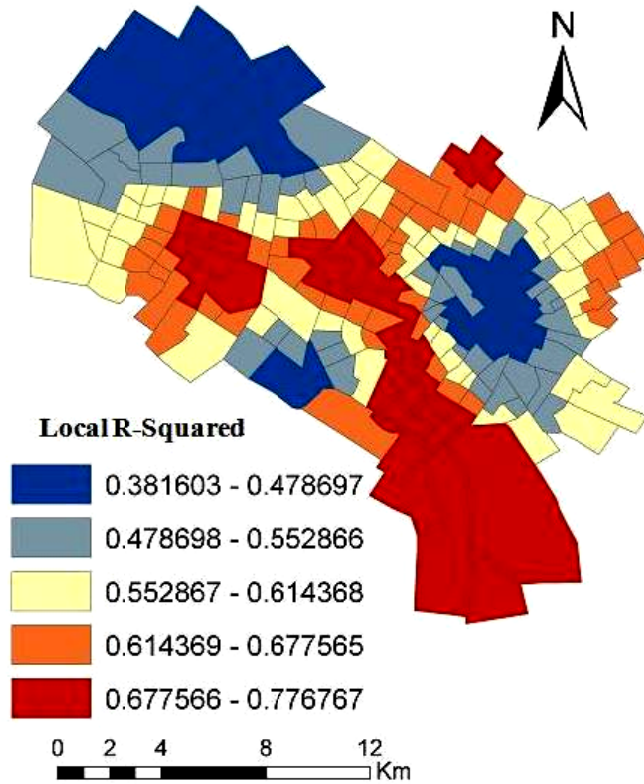 N
Local R-Squared
0.381603 - 0.478697
0.478698 - 0.552866
0.552867 - 0.614368
0.614369 - 0.677565
0.677566 - 0.776767
0 2 4 8 12
Km